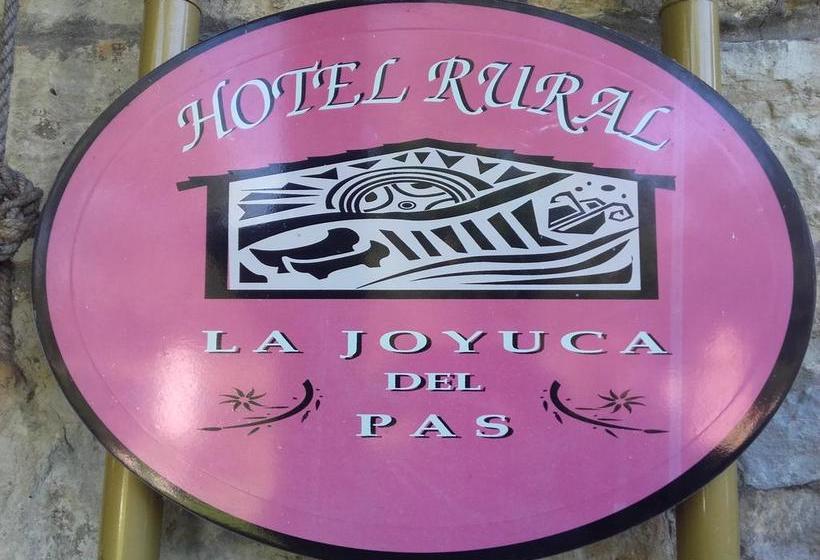 HOTEL RURAL
LA JOYUCA
DEL
PAS